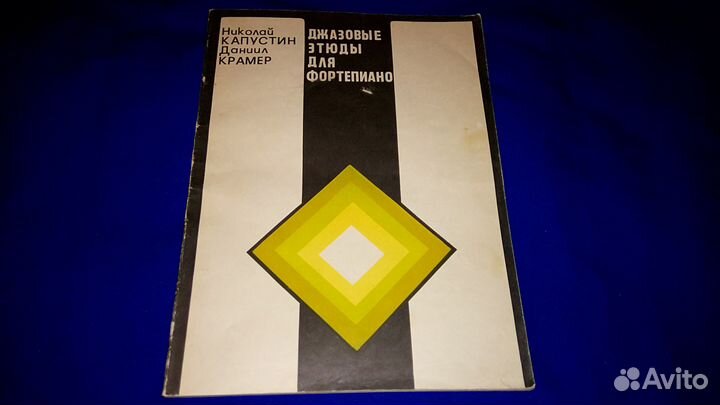 Николай
КАПУСТИН
Даниил
КРАМЕР
ДЖАЗОВЫЕ
ЭТЮДЫ
ДЛЯ
ФОРТЕПИАНО
Avito